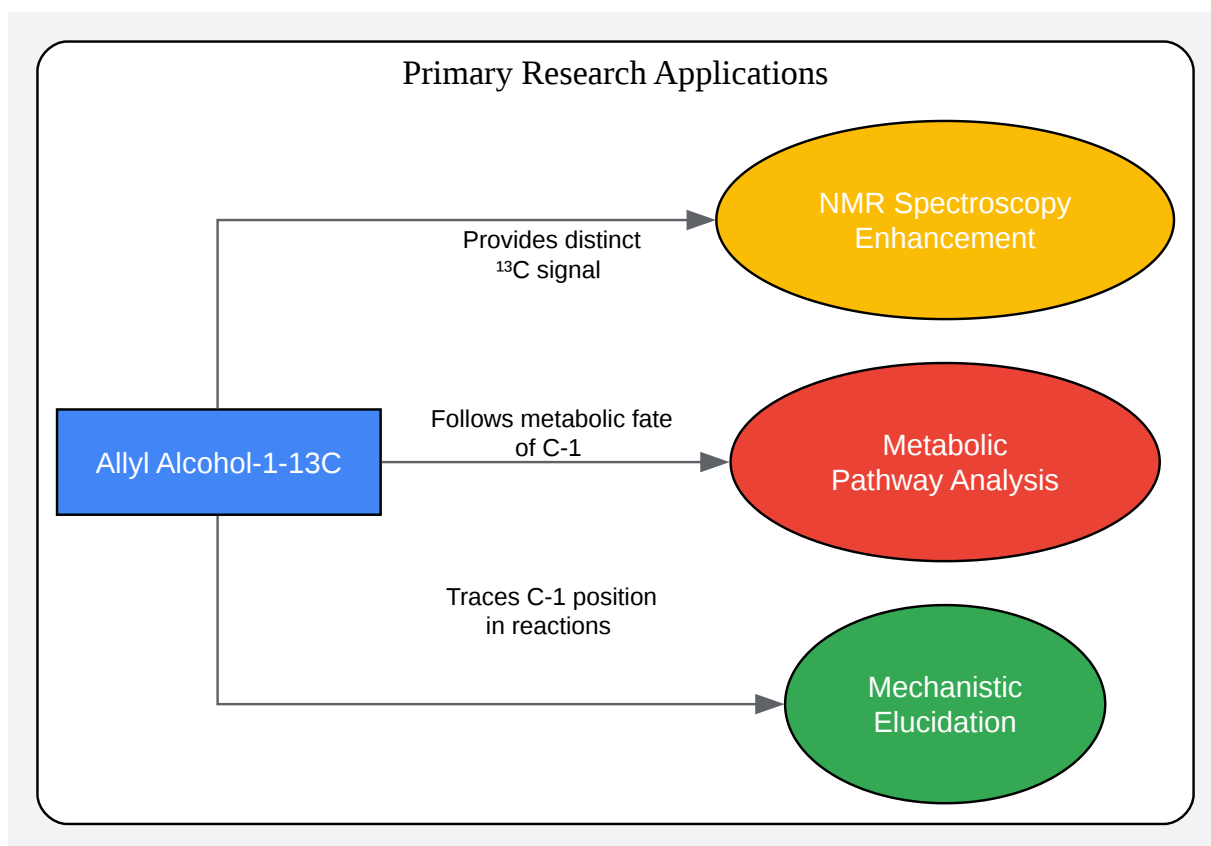 Primary Research Applications
NMR Spectroscopy
Enhancement
Provides distinct
¹³C signal
Allyl Alcohol-1-13C
Follows metabolic fate
of C-1
Metabolic
Pathway Analysis
Traces C-1 position
in reactions
Mechanistic
Elucidation